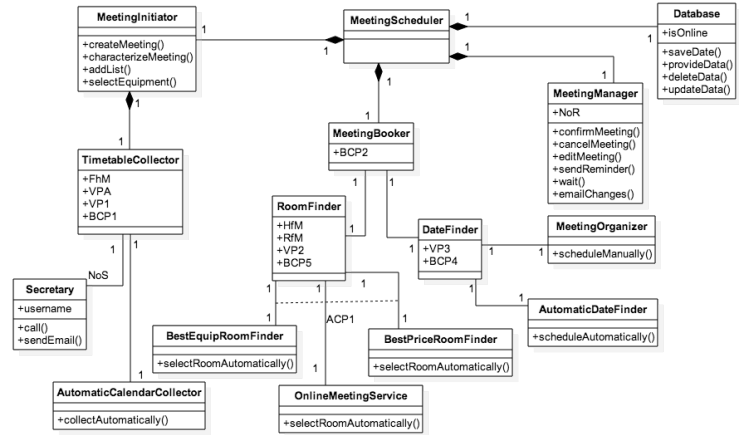 MeetingInitiator
+createMeeting()
+characterizeMeeting()
+addList()
+selectEquipment()
1
1
MeetingScheduler
1
1
1
1
Database
+isOnline
+saveDate()
+provideData()
+deleteData()
+updateData()
1
1
MeetingManager
+NoR
+confirmMeeting()
+cancelMeeting()
+editMeeting()
+sendReminder()
+wait()
+emailChanges()
1
MeetingBooker
+BCP2
1
1
1
TimetableCollector
+FhM
+VPA
+VP1
+BCP1
1
1
NoS
1
Secretary
+username
+call()
+sendEmail()
RoomFinder
+HfM
+RfM
+VP2
+BCP5
1
1
1
1
ACP1
DateFinder
+VP3
+BCP4
1
1
1
MeetingOrganizer
+scheduleManually()
1
1
AutomaticDateFinder
+scheduleAutomatically()
1
BestEquipRoomFinder
+selectRoomAutomatically()
1
BestPriceRoomFinder
+selectRoomAutomatically()
1
AutomaticCalendarCollector
+collectAutomatically()
1
OnlineMeetingService
+selectRoomAutomatically()